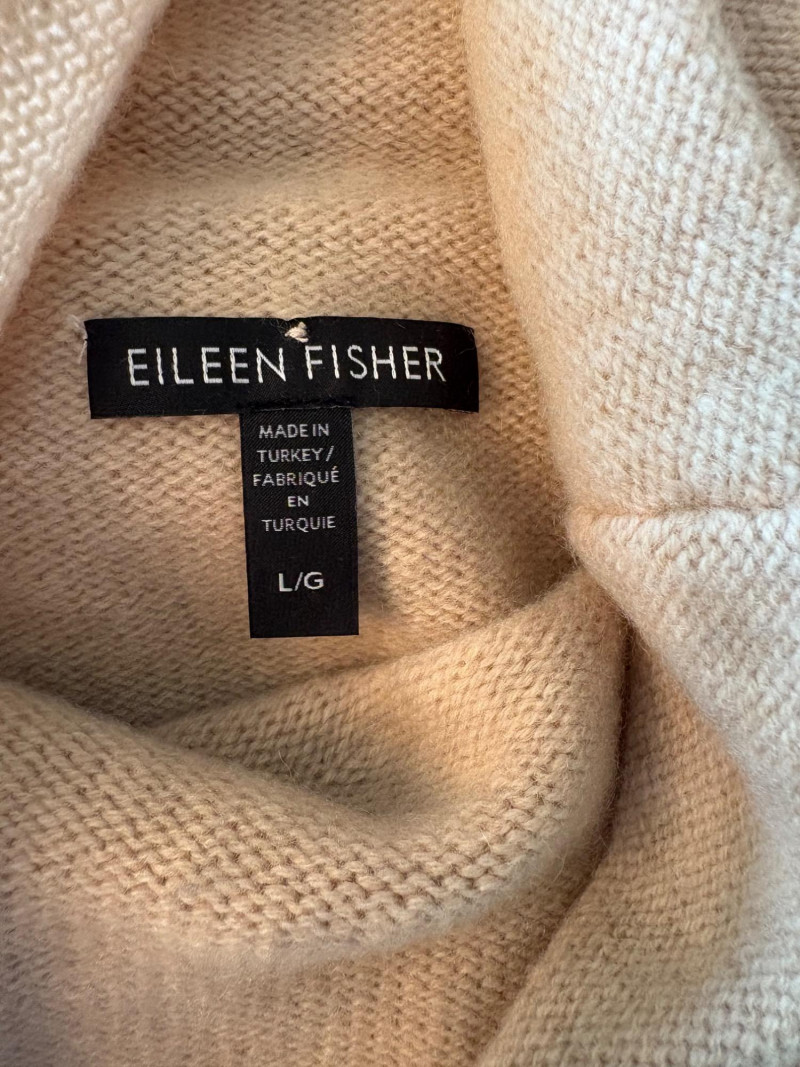 EILEEN FISHER
MADE IN
TURKEY/
FABRIQUÉ
EN
TURQUIE
L/G